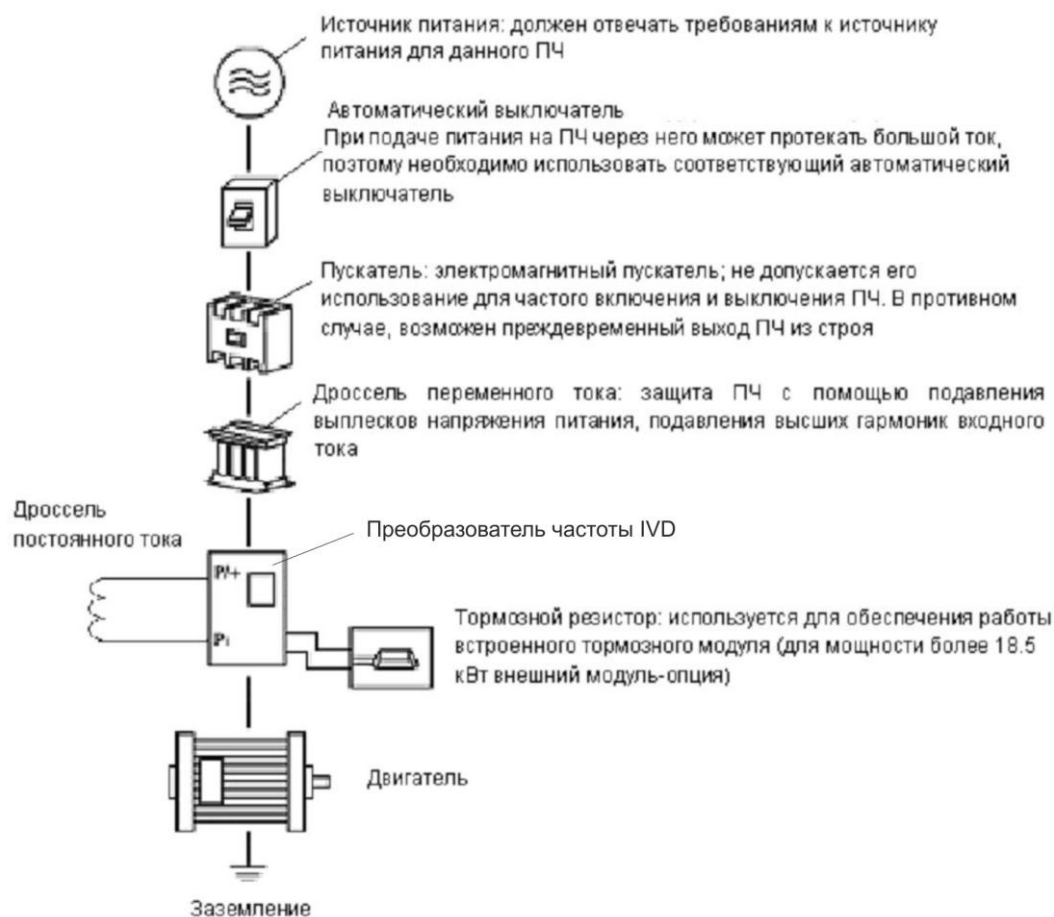 Источник питания: должен отвечать требованиям к источнику
питания для данного ПЧ
Автоматический выключатель
При подаче питания на ПЧ через него может протекать большой ток,
поэтому необходимо использовать соответствующий автоматический
выключатель
Пускатель: электромагнитный пускатель; не допускается его
использование для частого включения и выключения ПЧ. В противном
случае, возможен преждевременный выход ПЧ из строя
Дроссель переменного тока: защита ПЧ с помощью подавления
выплесков напряжения питания, подавления высших гармоник входного
тока
Дроссель
постоянного тока
Преобразователь частоты IVD
P/+
P1
Тормозной резистор: используется для обеспечения работы
встроенного тормозного модуля (для мощности более 18.5
кВт внешний модуль-опция)
Двигатель
Заземление